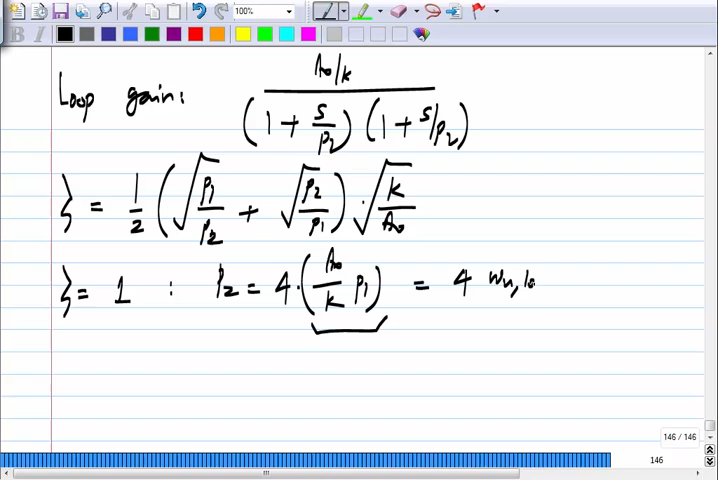 100%
B I
Loop gain: A₀/k / (1 + s/p₂) (1 + s/p₂)
ζ = 1/2 (√(p₁/p₂) + √(p₂/p₁)) · √(k/A₀)
ζ = 1 : p₂ = 4 · (A₀/k p₁) = 4 ωu,lo
146 / 146
146